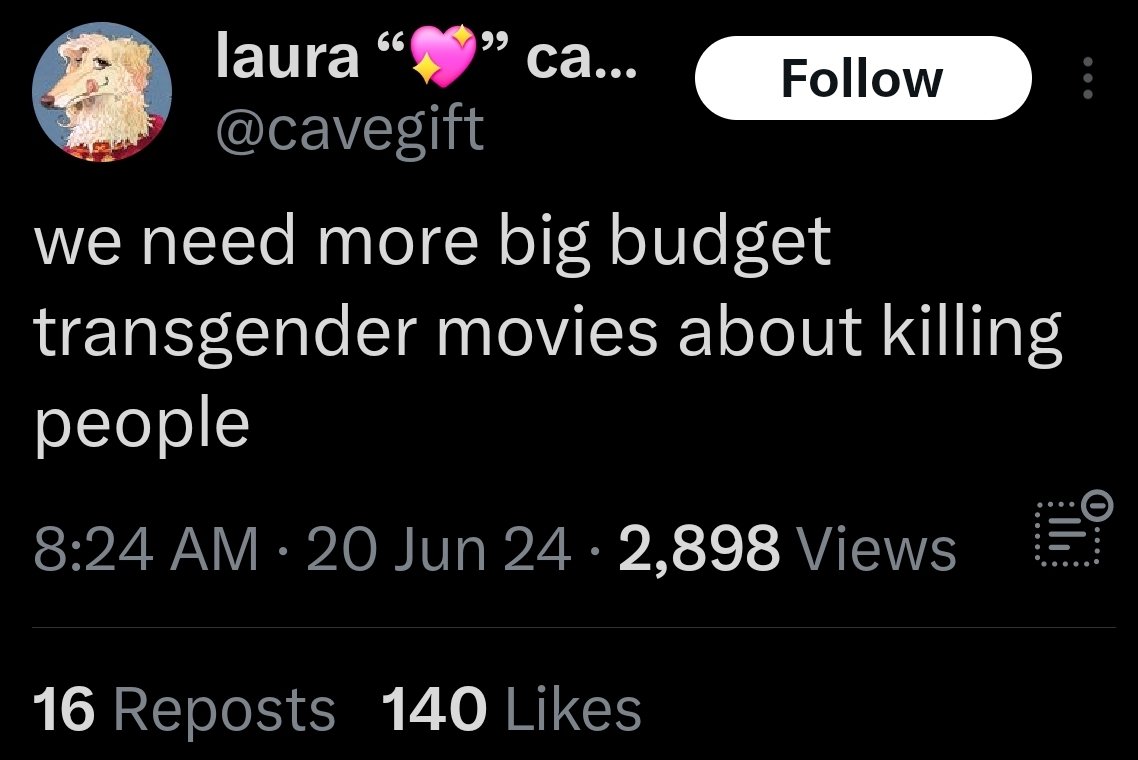 laura “💖” ca...
Follow
@cavegift
we need more big budget
transgender movies about killing
people
8:24 AM · 20 Jun 24 · 2,898 Views
16 Reposts 140 Likes